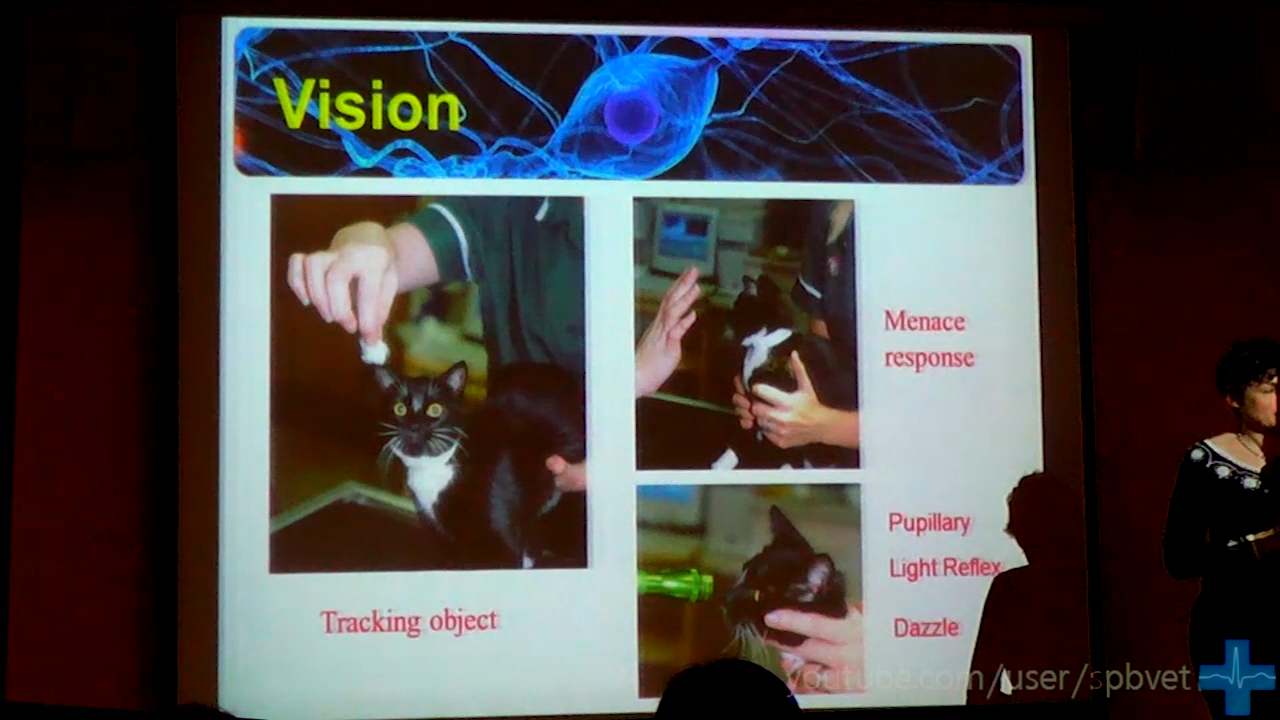 Vision
Menace
response
Pupillary
Light Reflex
Dazzle
Tracking object
youtube.com/user/spbvet